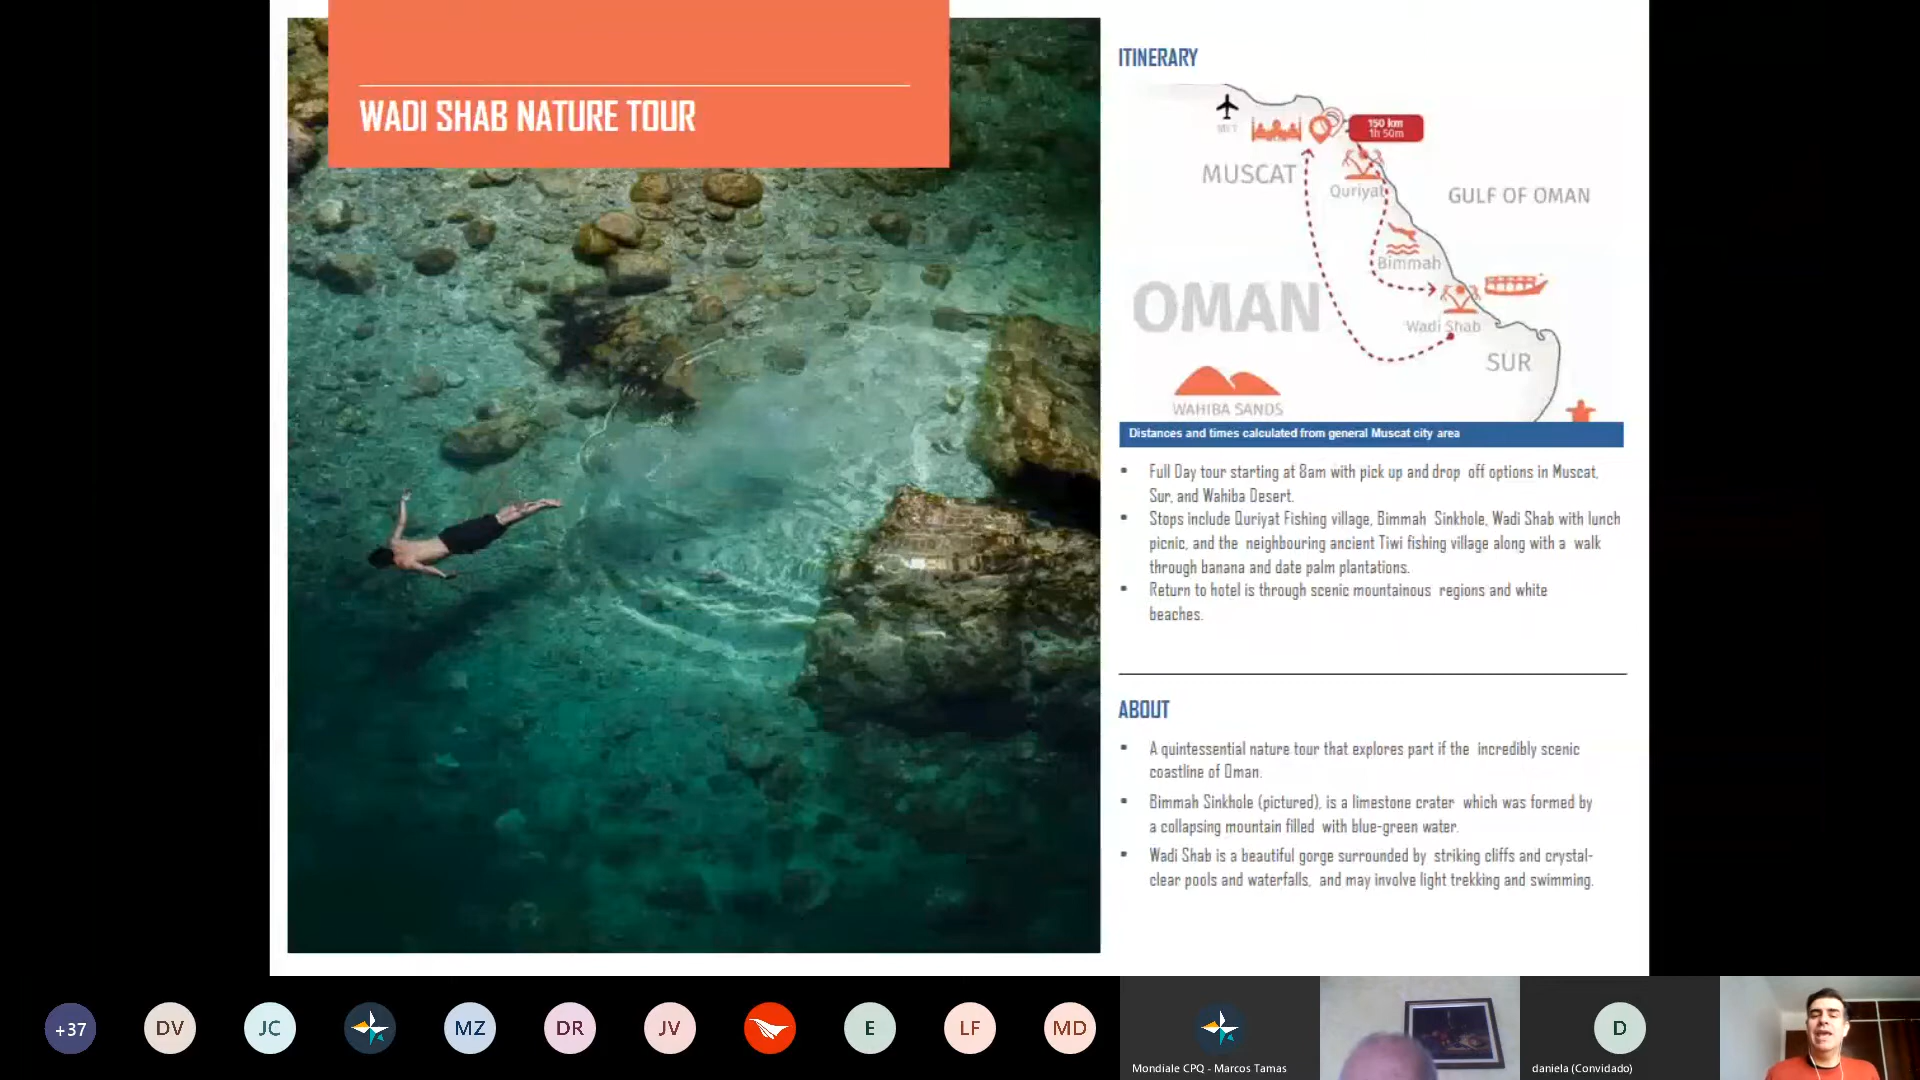 WADI SHAB NATURE TOUR
ITINERARY
150 km
1h 50m
MUSCAT
Quriyat
GULF OF OMAN
Bimmah
OMAN
Wadi Shab
SUR
WAHIBA SANDS
Distances and times calculated from general Muscat city area
Full Day tour starting at 8am with pick up and drop off options in Muscat,
Sur, and Wahiba Desert.
Stops include Quriyat Fishing village, Bimmah Sinkhole, Wadi Shab with lunch
picnic, and the neighbouring ancient Tiwi fishing village along with a walk
through banana and date palm plantations.
Return to hotel is through scenic mountainous regions and white
beaches.
ABOUT
A quintessential nature tour that explores part if the incredibly scenic
coastline of Oman.
Bimmah Sinkhole (pictured), is a limestone crater which was formed by
a collapsing mountain filled with blue-green water.
Wadi Shab is a beautiful gorge surrounded by striking cliffs and crystal-
clear pools and waterfalls, and may involve light trekking and swimming.
+37
DV
JC
MZ
DR
JV
E
LF
MD
Mondiale CPQ - Marcos Tamas
D
daniela (Convidado)